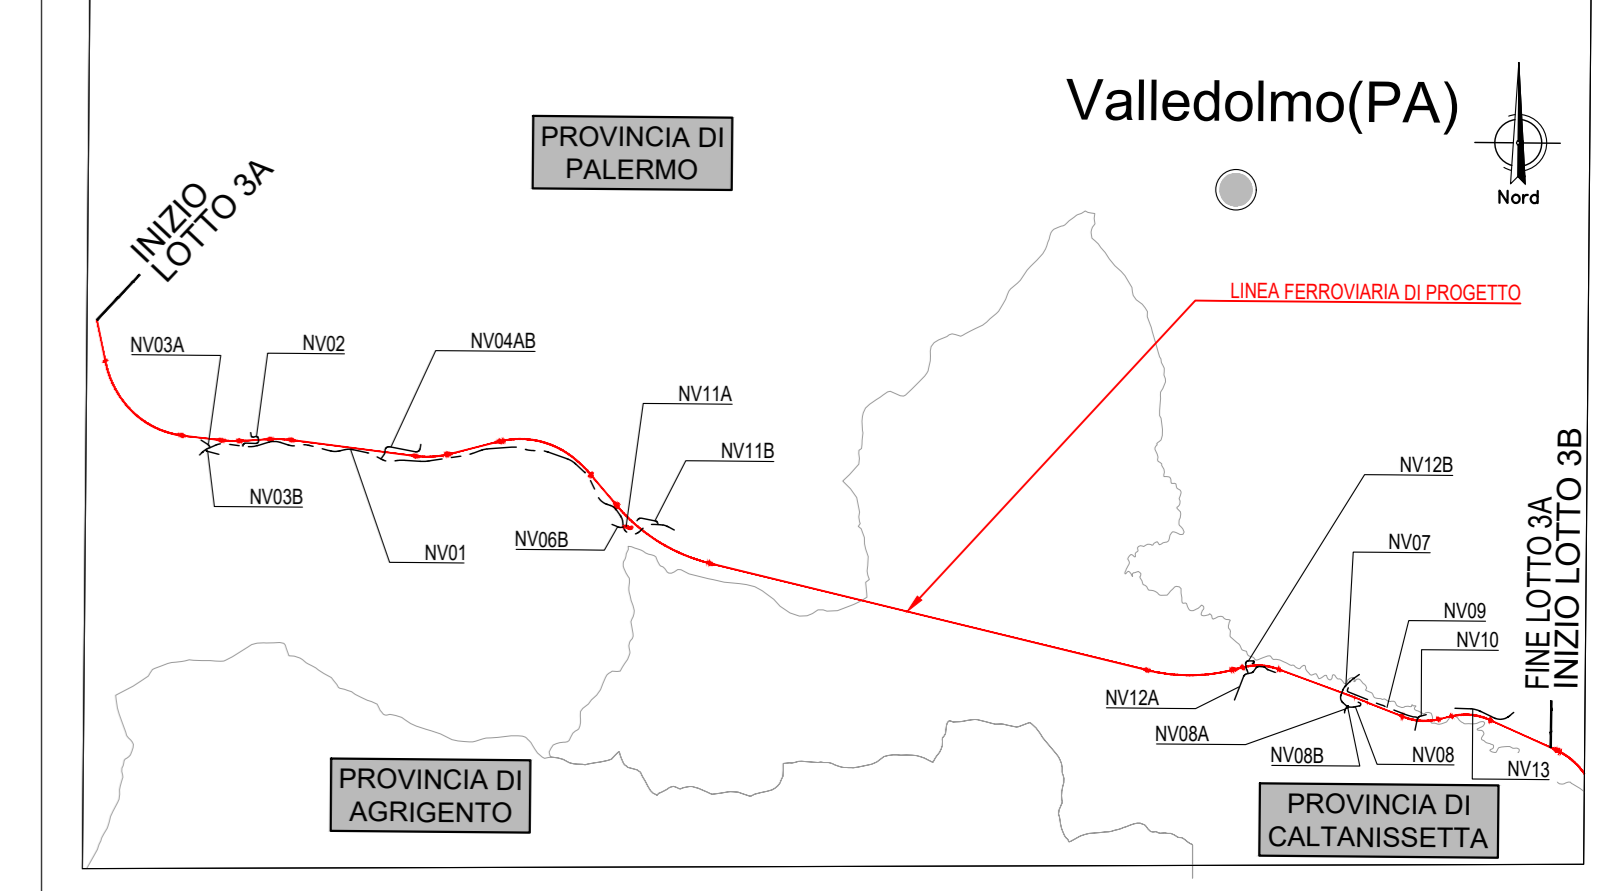 Valledolmo(PA)
Nord
PROVINCIA DI
PALERMO
INIZIO
LOTTO 3A
LINEA FERROVIARIA DI PROGETTO
NV03A
NV02
NV04AB
NV11A
NV11B
NV03B
NV01
NV06B
NV12B
NV07
NV09
NV10
NV12A
NV08A
NV08B
NV08
NV13
FINE LOTTO 3A
INIZIO LOTTO 3B
PROVINCIA DI
AGRIGENTO
PROVINCIA DI
CALTANISSETTA